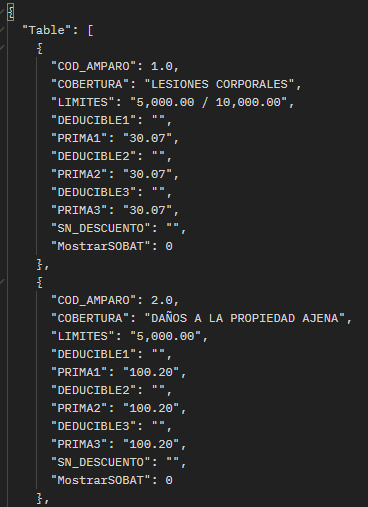 {
"Table": [
{
"COD_AMPARO": 1.0,
"COBERTURA": "LESIONES CORPORALES",
"LIMITES": "5,000.00 / 10,000.00",
"DEDUCIBLE1": "",
"PRIMA1": "30.07",
"DEDUCIBLE2": "",
"PRIMA2": "30.07",
"DEDUCIBLE3": "",
"PRIMA3": "30.07",
"SN_DESCUENTO": "",
"MostrarSOBAT": 0
},
{
"COD_AMPARO": 2.0,
"COBERTURA": "DAÑOS A LA PROPIEDAD AJENA",
"LIMITES": "5,000.00",
"DEDUCIBLE1": "",
"PRIMA1": "100.20",
"DEDUCIBLE2": "",
"PRIMA2": "100.20",
"DEDUCIBLE3": "",
"PRIMA3": "100.20",
"SN_DESCUENTO": "",
"MostrarSOBAT": 0
},